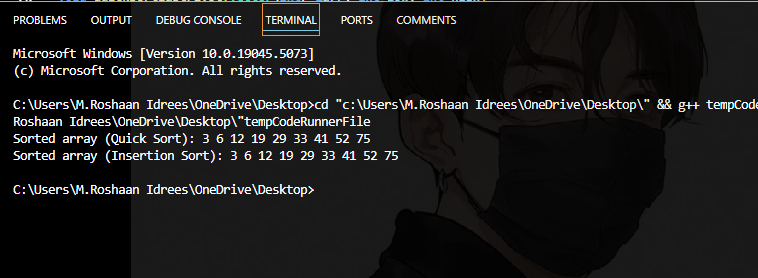 PROBLEMS OUTPUT DEBUG CONSOLE TERMINAL PORTS COMMENTS
Microsoft Windows [Version 10.0.19045.5073]
(c) Microsoft Corporation. All rights reserved.
C:\Users\M.Roshaan Idrees\OneDrive\Desktop>cd "c:\Users\M.Roshaan Idrees\OneDrive\Desktop\" && g++ tempCode
Roshaan Idrees\OneDrive\Desktop\"tempCodeRunnerFile
Sorted array (Quick Sort): 3 6 12 19 29 33 41 52 75
Sorted array (Insertion Sort): 3 6 12 19 29 33 41 52 75
C:\Users\M.Roshaan Idrees\OneDrive\Desktop>